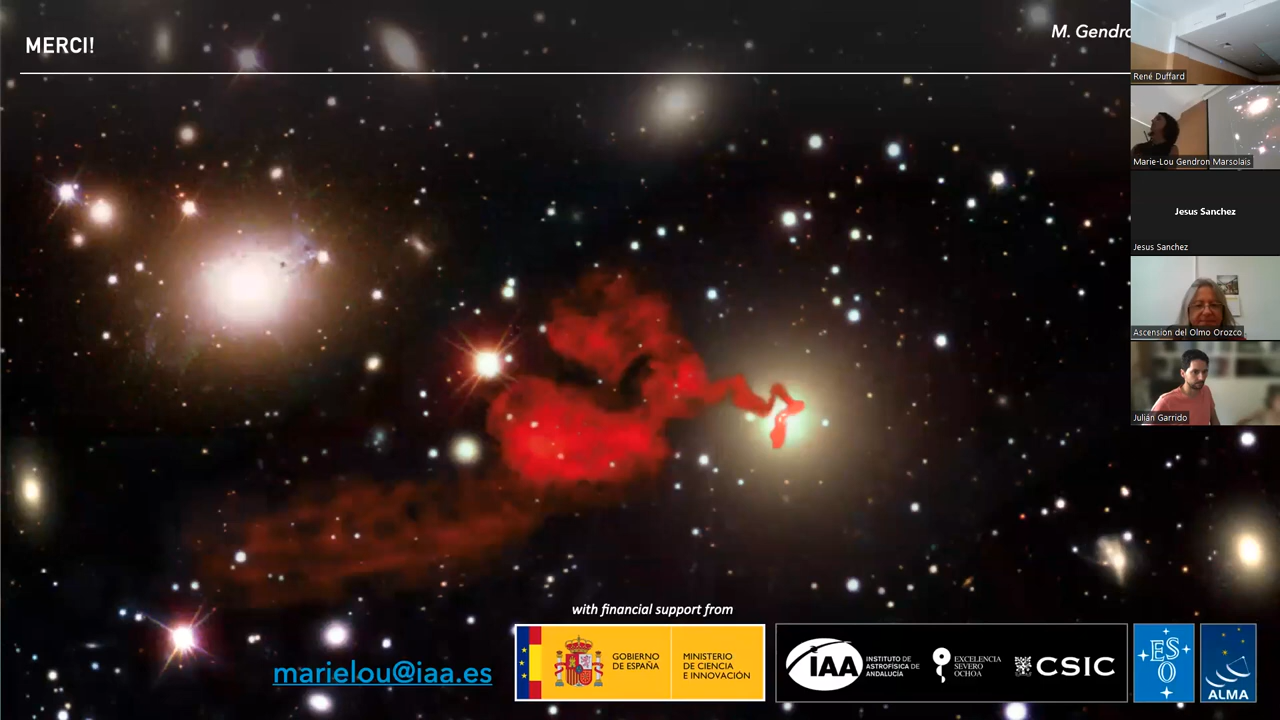 MERCI!
M. Gendro
René Duffard
Marie-Lou Gendron Marsolais
Jesus Sanchez
Jesus Sanchez
Ascension del Olmo Orozco
Julián Garrido
with financial support from
marielou@iaa.es
GOBIERNO
DE ESPAÑA
MINISTERIO
DE CIENCIA
E INNOVACIÓN
IAA
INSTITUTO DE
ASTROFÍSICA DE
ANDALUCÍA
EXCELENCIA
SEVERO
OCHOA
CSIC
ESO
ALMA